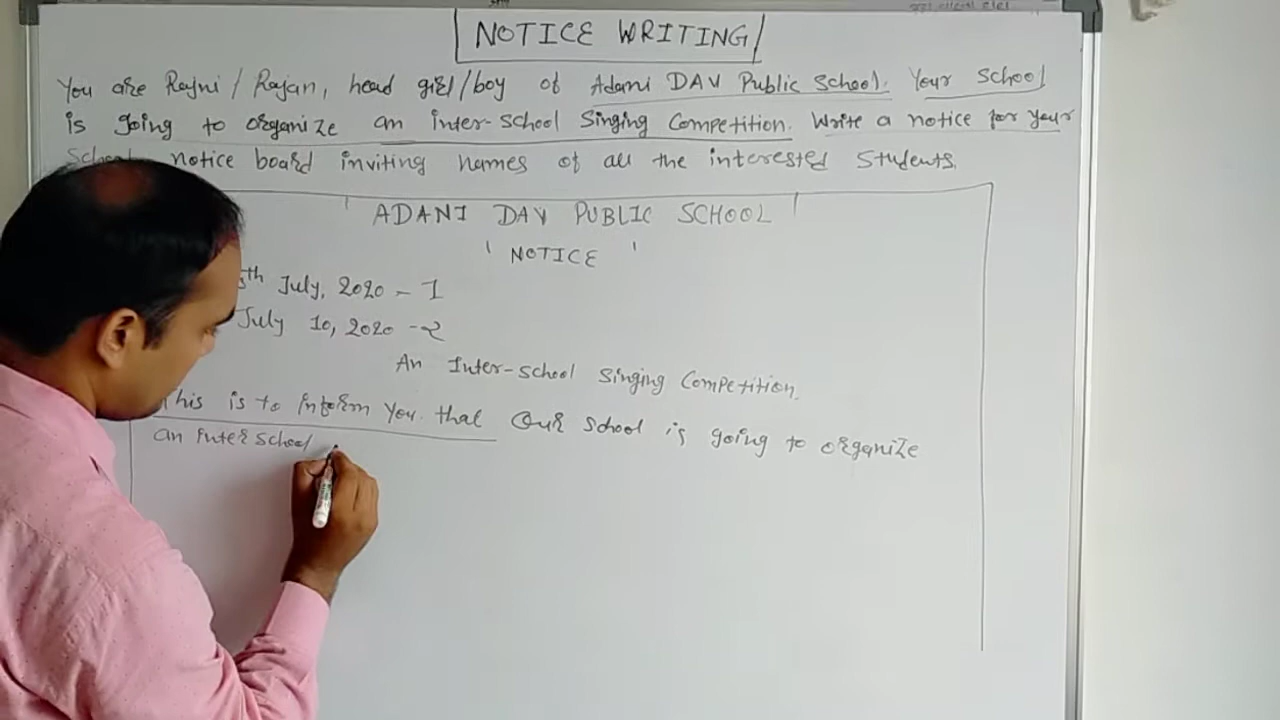 NOTICE WRITING
You are Rajni / Rajan, head girl/boy of Adani DAV Public School. Your School
is going to organize an inter-school Singing Competition. Write a notice for your
School notice board inviting names of all the interested Students.
ADANI DAV PUBLIC SCHOOL
' NOTICE '
th July, 2020 - 1
July 10, 2020 - 2
An Inter-school Singing Competition.
This is to inform you that our school is going to organize
an inter school